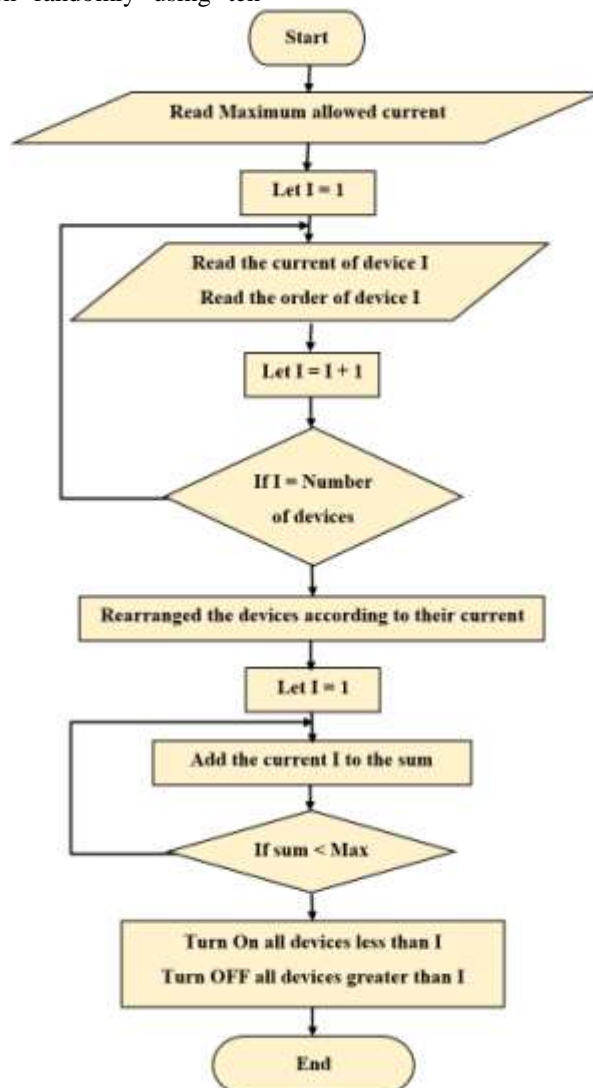 randomly using
Start
Read Maximum allowed current
Let I = 1
Read the current of device I
Read the order of device I
Let I = I + 1
If I = Number
of devices
Rearranged the devices according to their current
Let I = 1
Add the current I to the sum
If sum < Max
Turn On all devices less than I
Turn OFF all devices greater than I
End